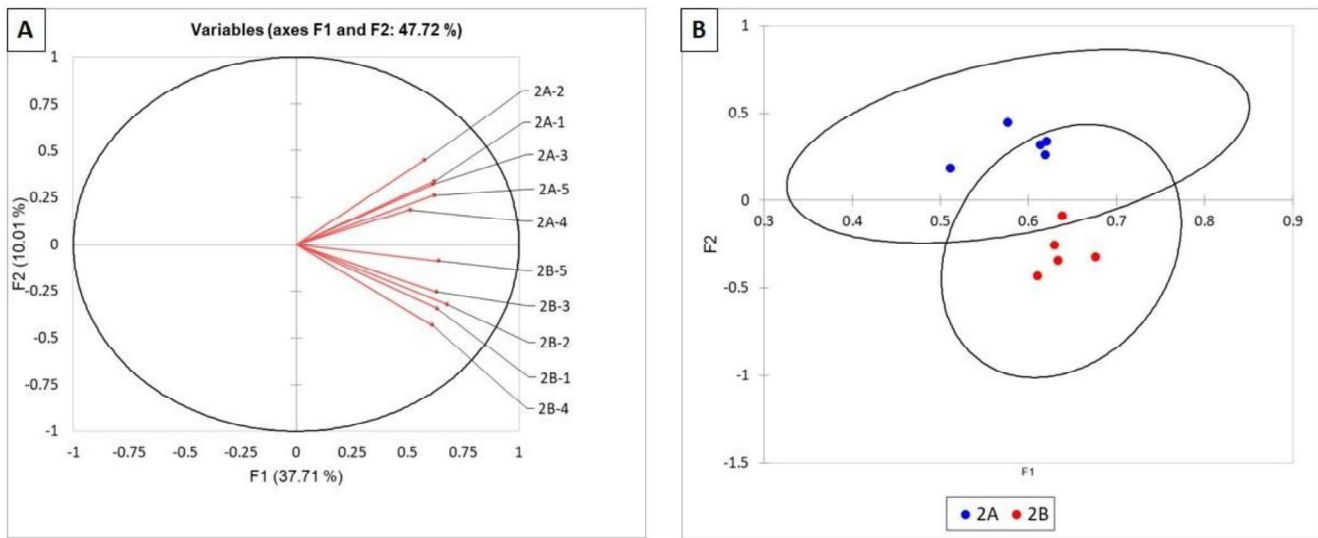 A
Variables (axes F1 and F2: 47.72 %)
1
0.75
0.5
0.25
0
-0.25
-0.5
-0.75
-1
F2 (10.01 %)
2A-2
2A-1
2A-3
2A-5
2A-4
2B-5
2B-3
2B-2
2B-1
2B-4
-1 -0.75 -0.5 -0.25 0 0.25 0.5 0.75 1
F1 (37.71 %)
B
1
0.5
0
-0.5
-1
-1.5
F2
0.3 0.4 0.5 0.6 0.7 0.8 0.9
F1
2A 2B